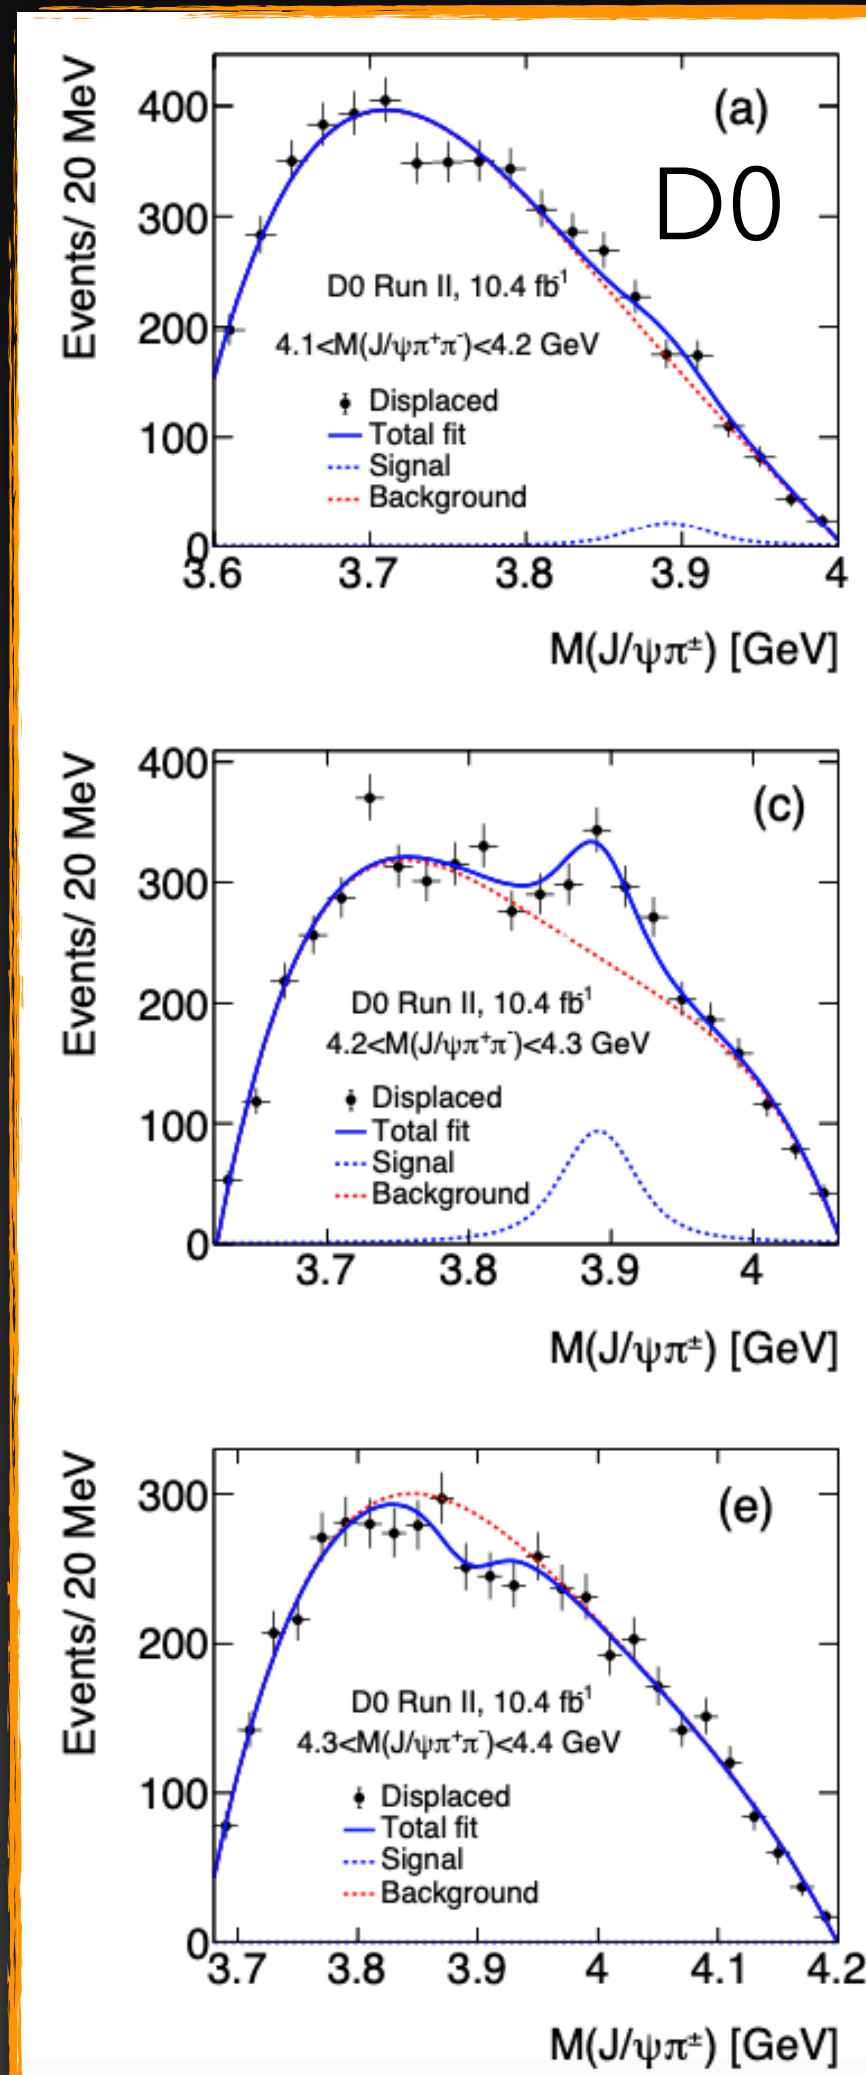 Events/ 20 MeV
400
300
200
100
0
(a)
D0
D0 Run II, 10.4 fb⁻¹
4.1<M(J/ψπ⁺π⁻)<4.2 GeV
Displaced
Total fit
Signal
Background
3.6 3.7 3.8 3.9 4
M(J/ψπ±) [GeV]
Events/ 20 MeV
400
300
200
100
0
(c)
D0 Run II, 10.4 fb⁻¹
4.2<M(J/ψπ⁺π⁻)<4.3 GeV
Displaced
Total fit
Signal
Background
3.7 3.8 3.9 4
M(J/ψπ±) [GeV]
Events/ 20 MeV
300
200
100
0
(e)
D0 Run II, 10.4 fb⁻¹
4.3<M(J/ψπ⁺π⁻)<4.4 GeV
Displaced
Total fit
Signal
Background
3.7 3.8 3.9 4 4.1 4.2
M(J/ψπ±) [GeV]